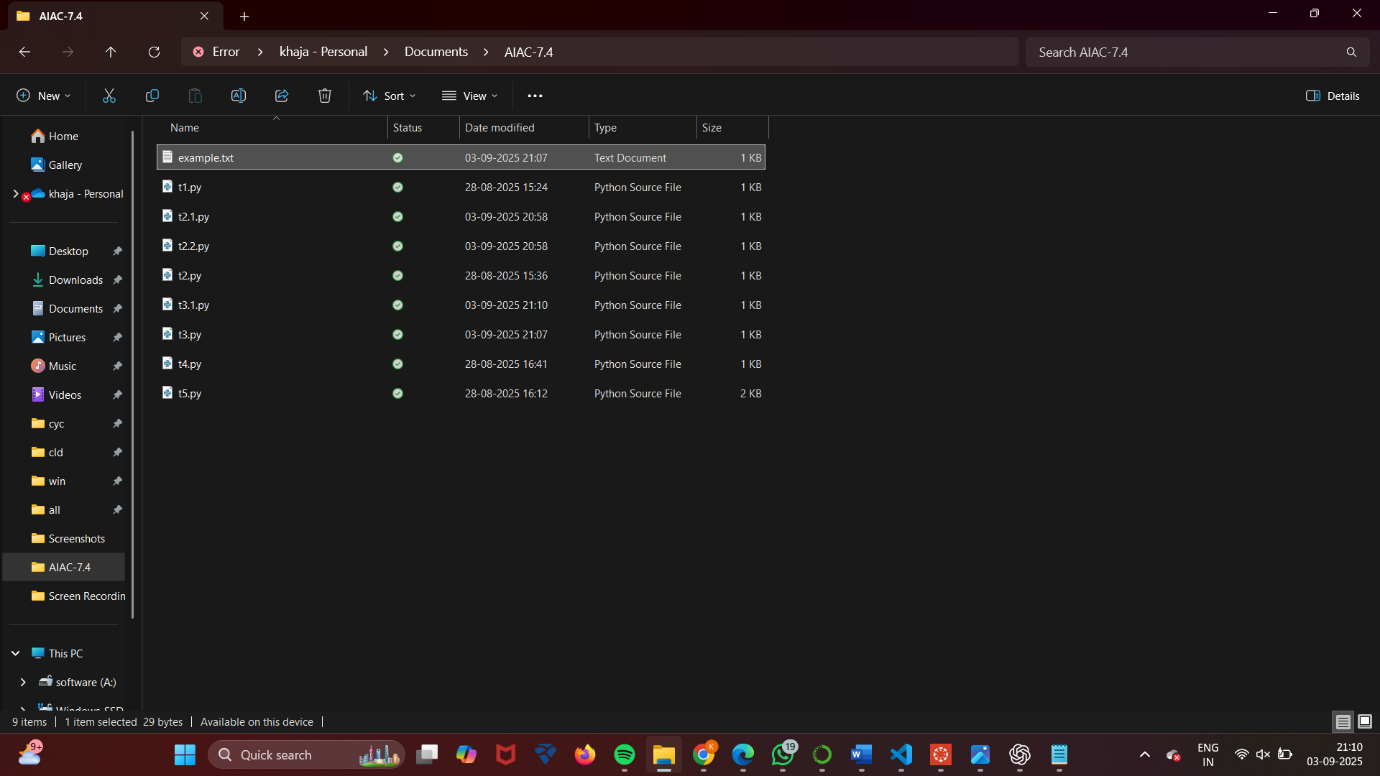 AIAC-7.4
Error > khaja - Personal > Documents > AIAC-7.4
Search AIAC-7.4
New
Sort
View
Details
Name Status Date modified Type Size
example.txt 03-09-2025 21:07 Text Document 1 KB
t1.py 28-08-2025 15:24 Python Source File 1 KB
t2.1.py 03-09-2025 20:58 Python Source File 1 KB
t2.2.py 03-09-2025 20:58 Python Source File 1 KB
t2.py 28-08-2025 15:36 Python Source File 1 KB
t3.1.py 03-09-2025 21:10 Python Source File 1 KB
t3.py 03-09-2025 21:07 Python Source File 1 KB
t4.py 28-08-2025 16:41 Python Source File 1 KB
t5.py 28-08-2025 16:12 Python Source File 2 KB
Home
Gallery
khaja - Personal
Desktop
Downloads
Documents
Pictures
Music
Videos
cyc
cld
win
all
Screenshots
AIAC-7.4
Screen Recordin
This PC
software (A:)
Windows-SSD
9 items
1 item selected 29 bytes
Available on this device
9+
Quick search
K
19
ENG
IN
21:10
03-09-2025